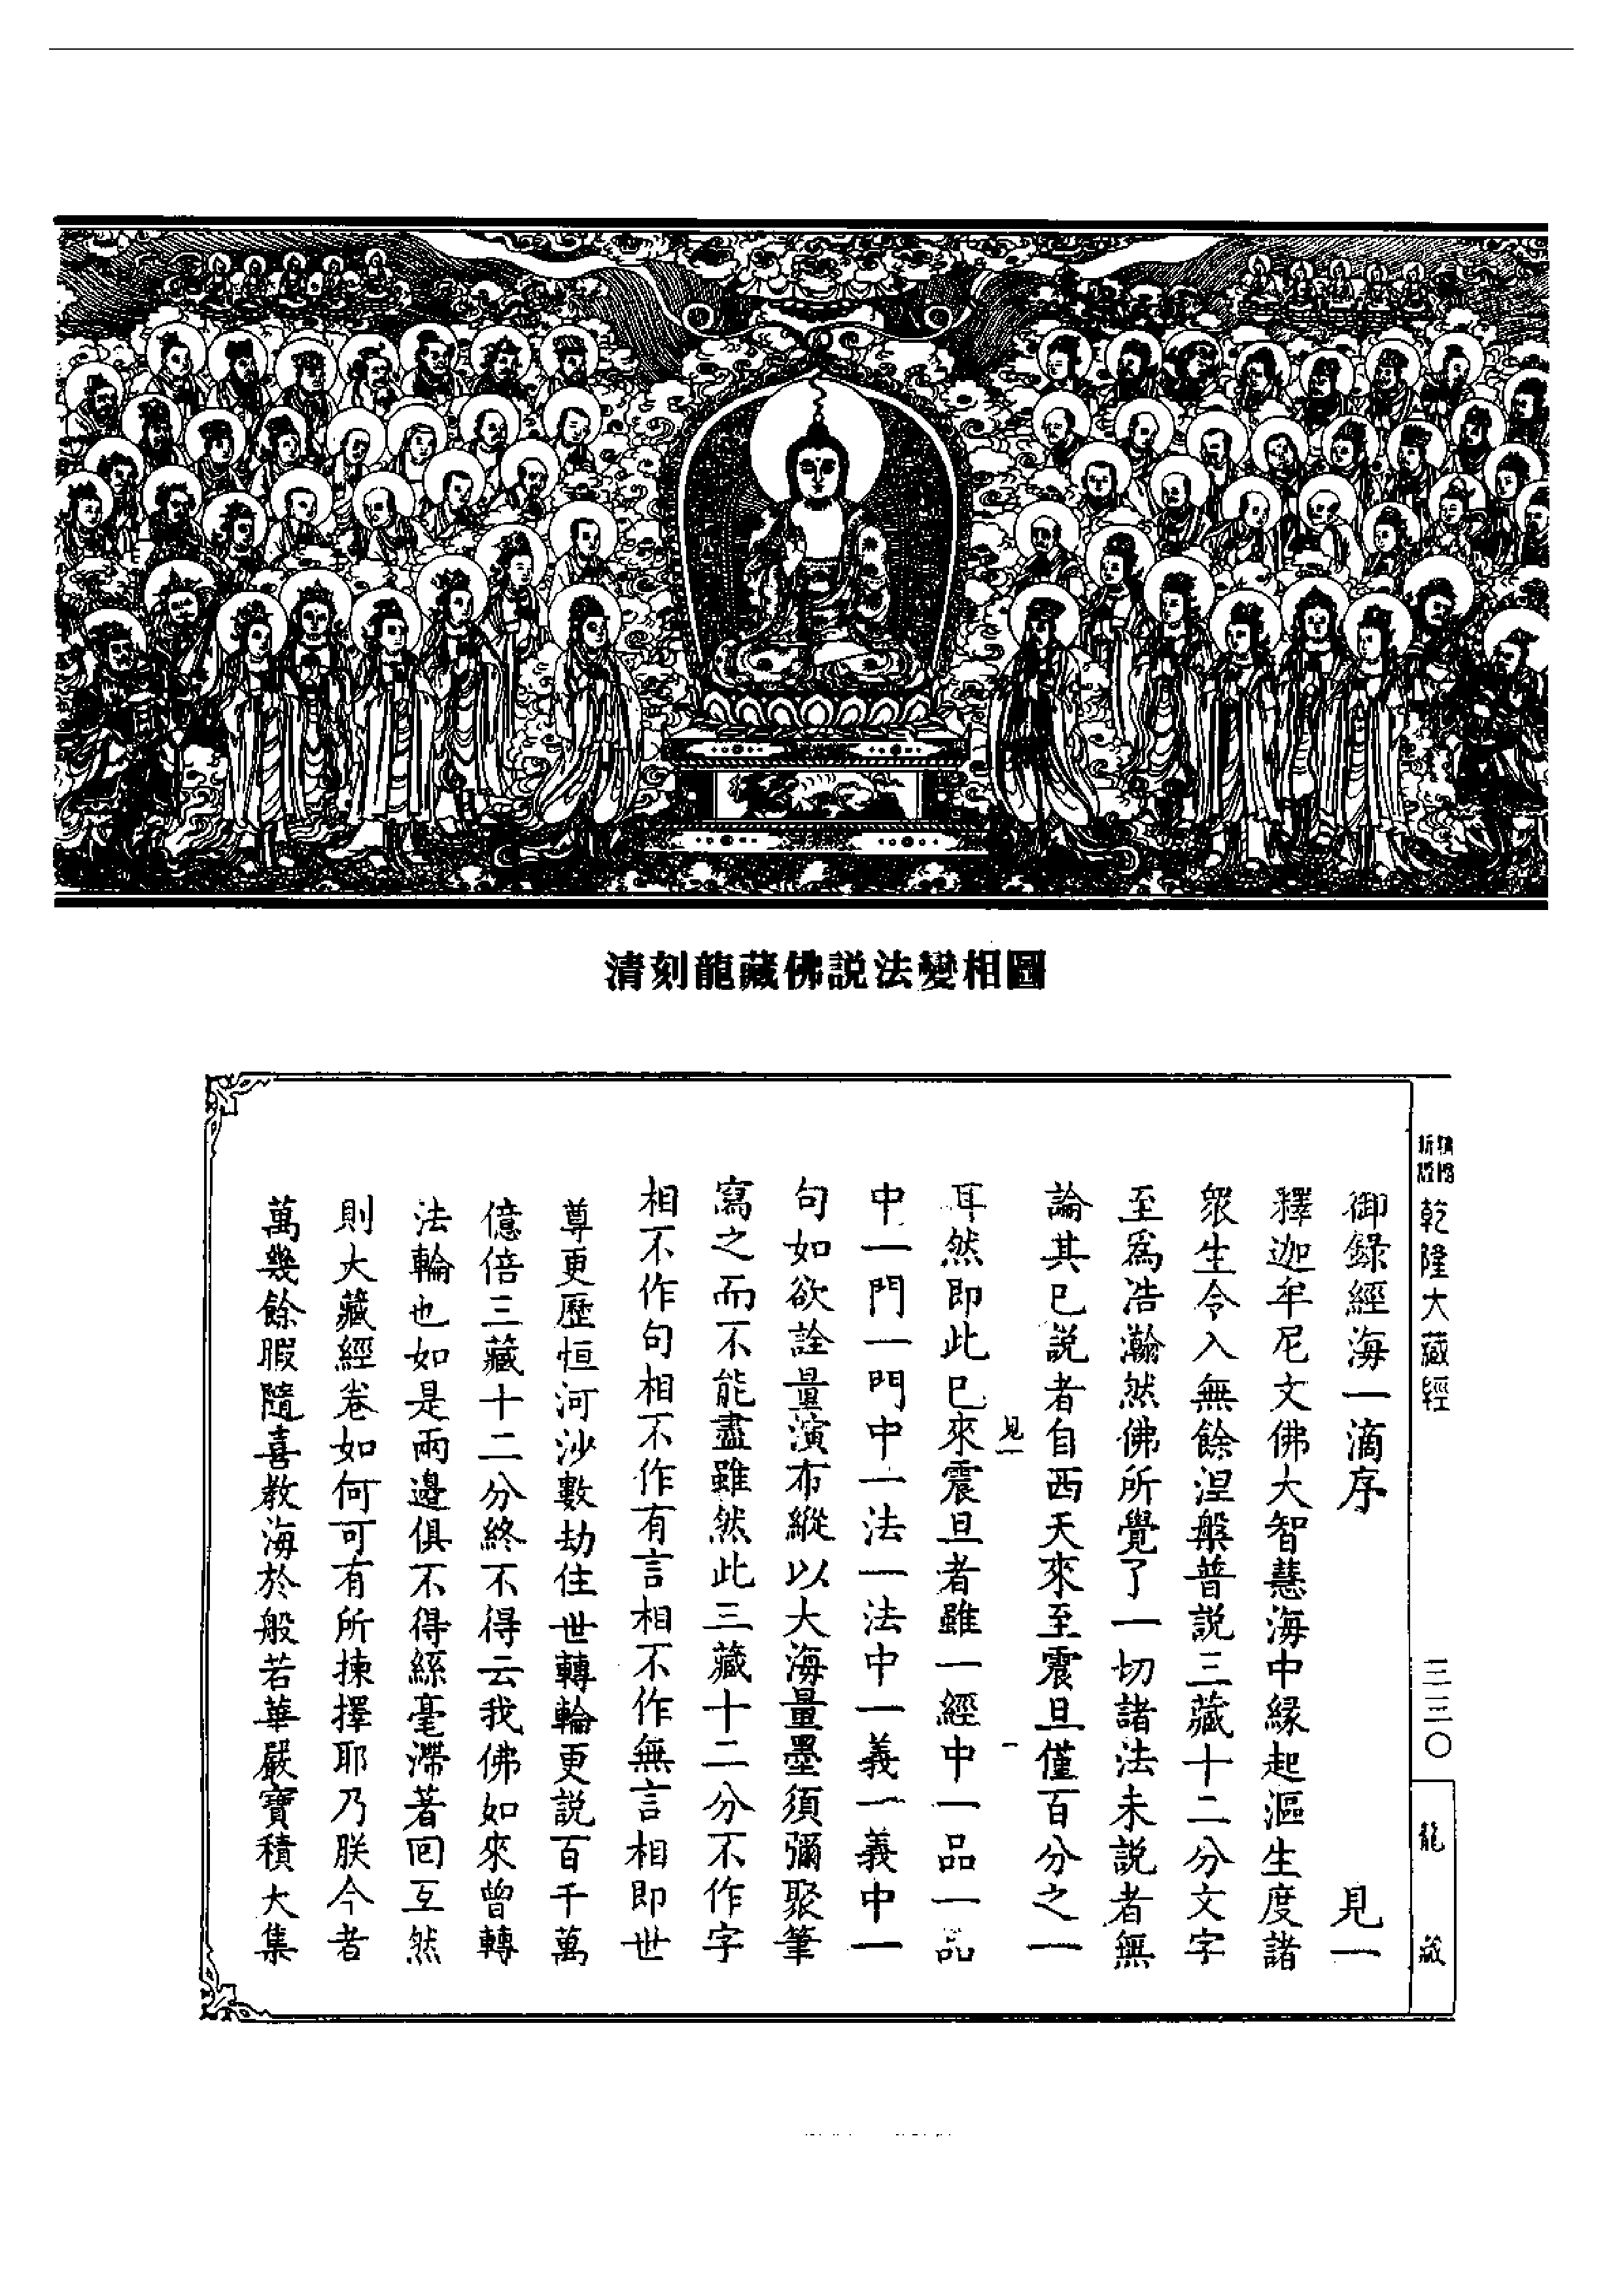 清刻龍藏佛説法變相圖
乾隆大藏經
三三〇
龍藏
御録經海一滴序 見一
釋迦牟尼文佛大智慧海中緣起漚生度諸
衆生令入無餘涅槃普説三藏十二分文字
至爲浩瀚然佛所覺了一切諸法未説者無
論其已説者自西天來至震旦僅百分之一
見一 一
耳然即此已來震旦者雖一經中一品一品
中一門一門中一法一法中一義一義中一
句如欲詮量演布縱以大海量墨須彌聚筆
寫之而不能盡雖然此三藏十二分不作字
相不作句相不作有言相不作無言相即世
尊更歷恒河沙數劫住世轉輪更説百千萬
億倍三藏十二分終不得云我佛如來曾轉
法輪也如是兩邊俱不得絲毫滯著回互然
則大藏經卷如何可有所揀擇耶乃朕今者
萬幾餘暇隨喜教海於般若華嚴寶積大集